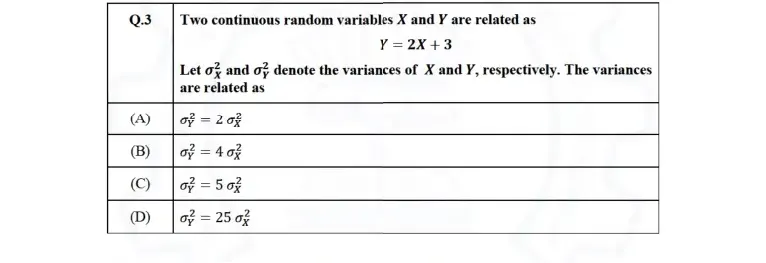 Q.3 Two continuous random variables X and Y are related as
Y = 2X + 3
Let σ_X^2 and σ_Y^2 denote the variances of X and Y, respectively. The variances
are related as
(A) σ_Y^2 = 2 σ_X^2
(B) σ_Y^2 = 4 σ_X^2
(C) σ_Y^2 = 5 σ_X^2
(D) σ_Y^2 = 25 σ_X^2